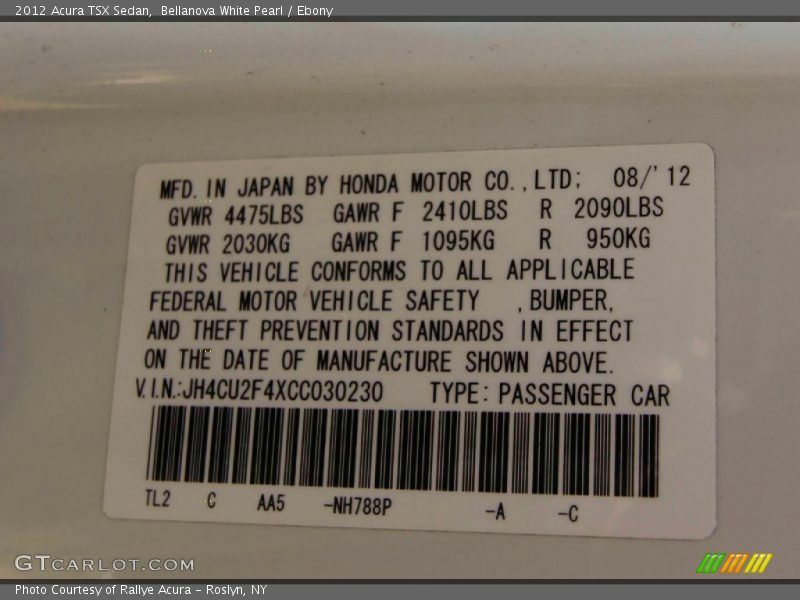 2012 Acura TSX Sedan,  Bellanova White Pearl / Ebony
MFD. IN JAPAN BY HONDA MOTOR CO.,LTD; 08/'12
GVWR 4475LBS GAWR F 2410LBS R 2090LBS
GVWR 2030KG GAWR F 1095KG R 950KG
THIS VEHICLE CONFORMS TO ALL APPLICABLE
FEDERAL MOTOR VEHICLE SAFETY ,BUMPER,
AND THEFT PREVENTION STANDARDS IN EFFECT
ON THE DATE OF MANUFACTURE SHOWN ABOVE.
V.I.N.:JH4CU2F4XCC030230 TYPE: PASSENGER CAR
TL2 C AA5 -NH788P -A -C
GTCARLOT.COM
Photo Courtesy of Rallye Acura – Roslyn, NY